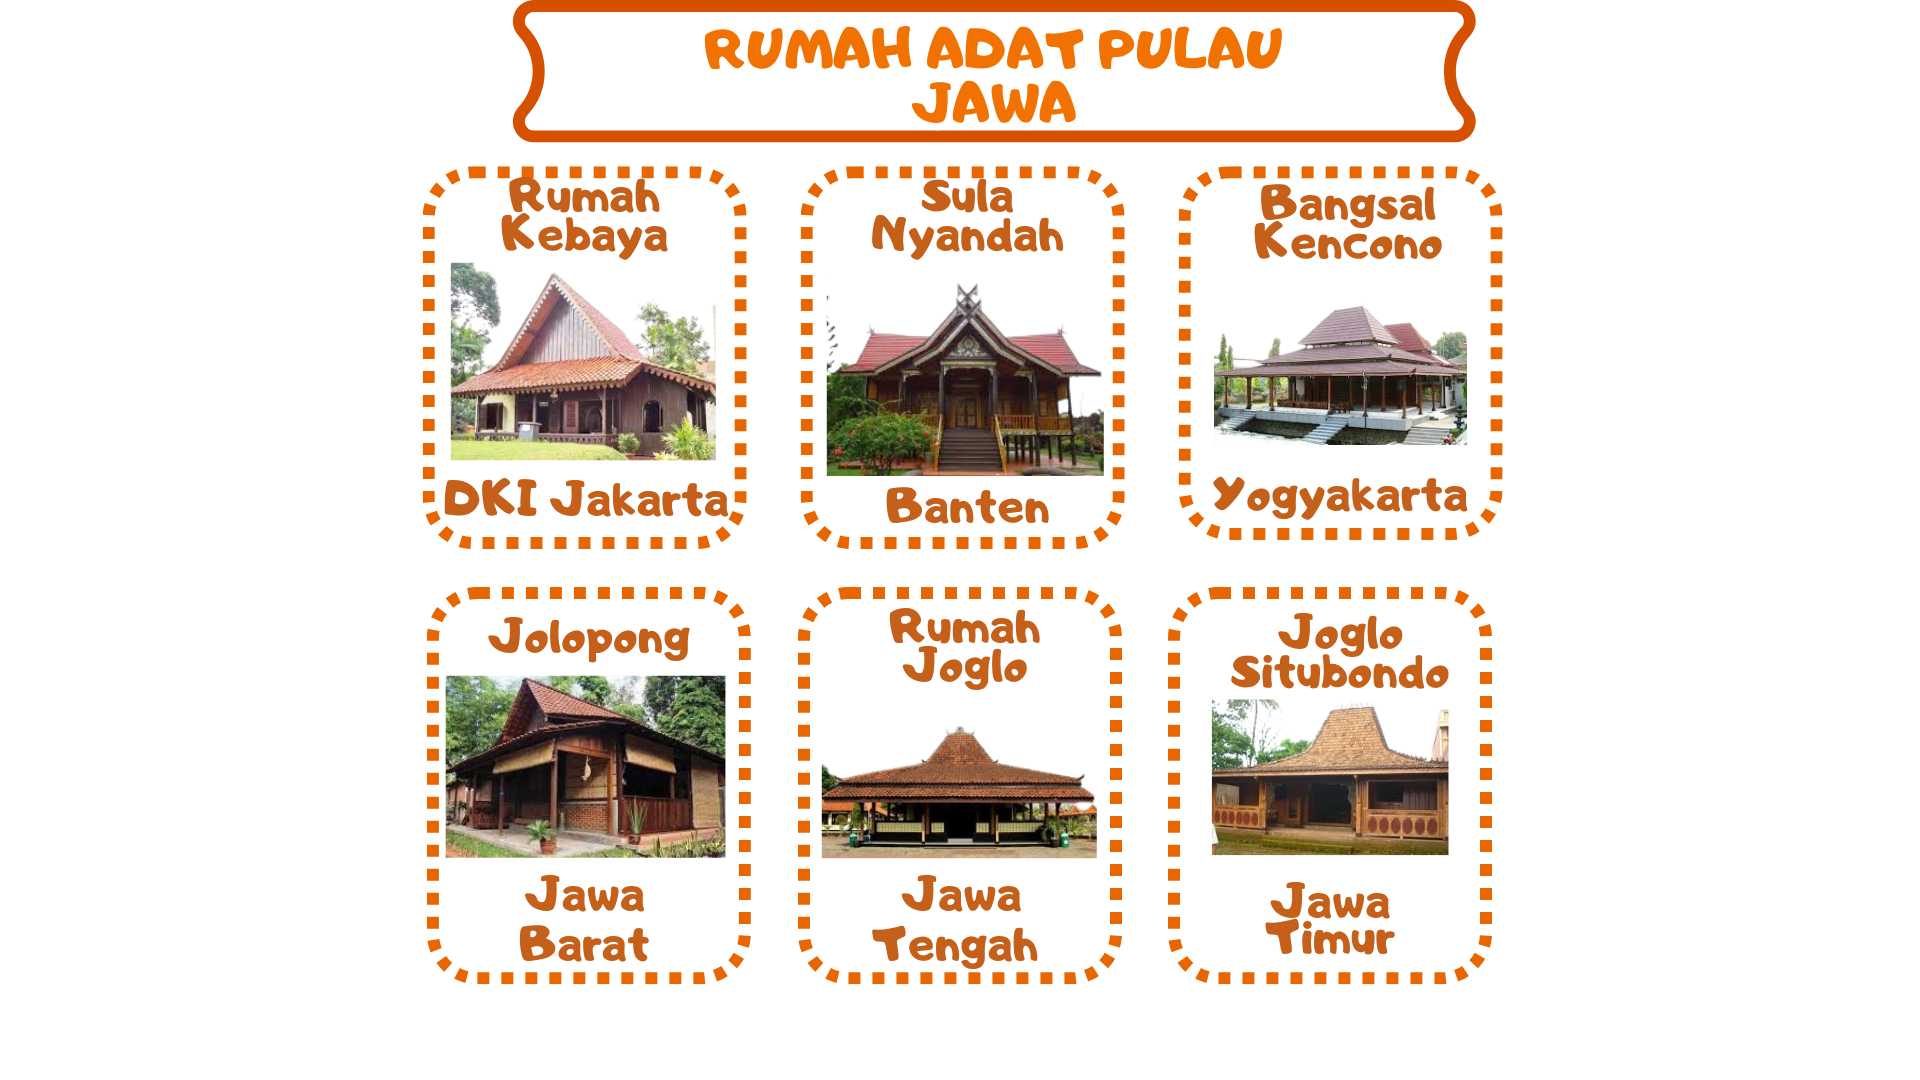 RUMAH ADAT PULAU
JAWA
Rumah
Kebaya
DKI Jakarta
Sula
Nyandah
Banten
Bangsal
Kencono
Yogyakarta
Jolopong
Jawa
Barat
Rumah
Joglo
Jawa
Tengah
Joglo
Situbondo
Jawa
Timur